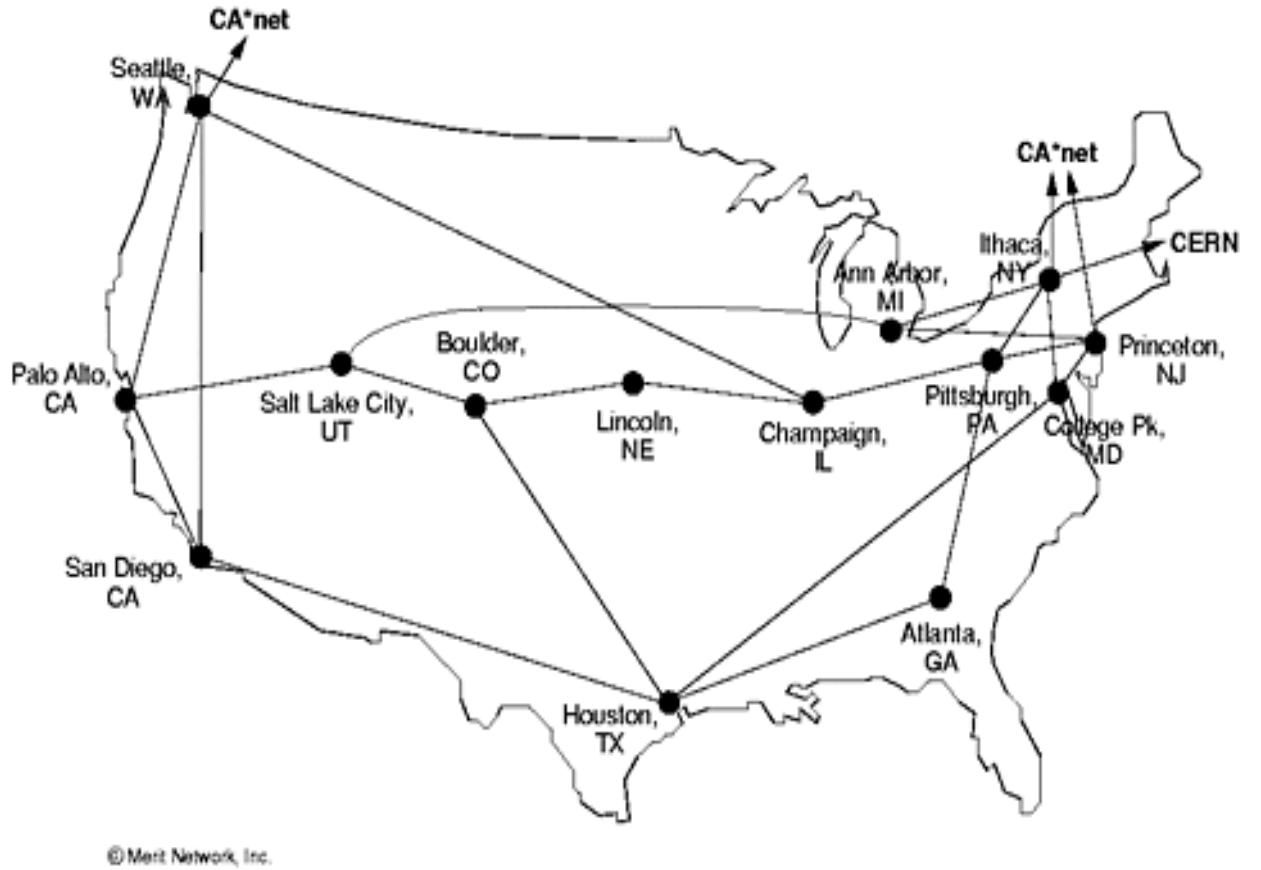 CA*net
Seattle,
WA
CA*net
Ithaca,
NY
CERN
Ann Arbor,
MI
Boulder,
CO
Princeton,
NJ
Palo Alto,
CA
Salt Lake City,
UT
Lincoln,
NE
Champaign,
IL
Pittsburgh,
PA
College Pk,
MD
San Diego,
CA
Atlanta,
GA
Houston,
TX
© Merit Network, Inc.